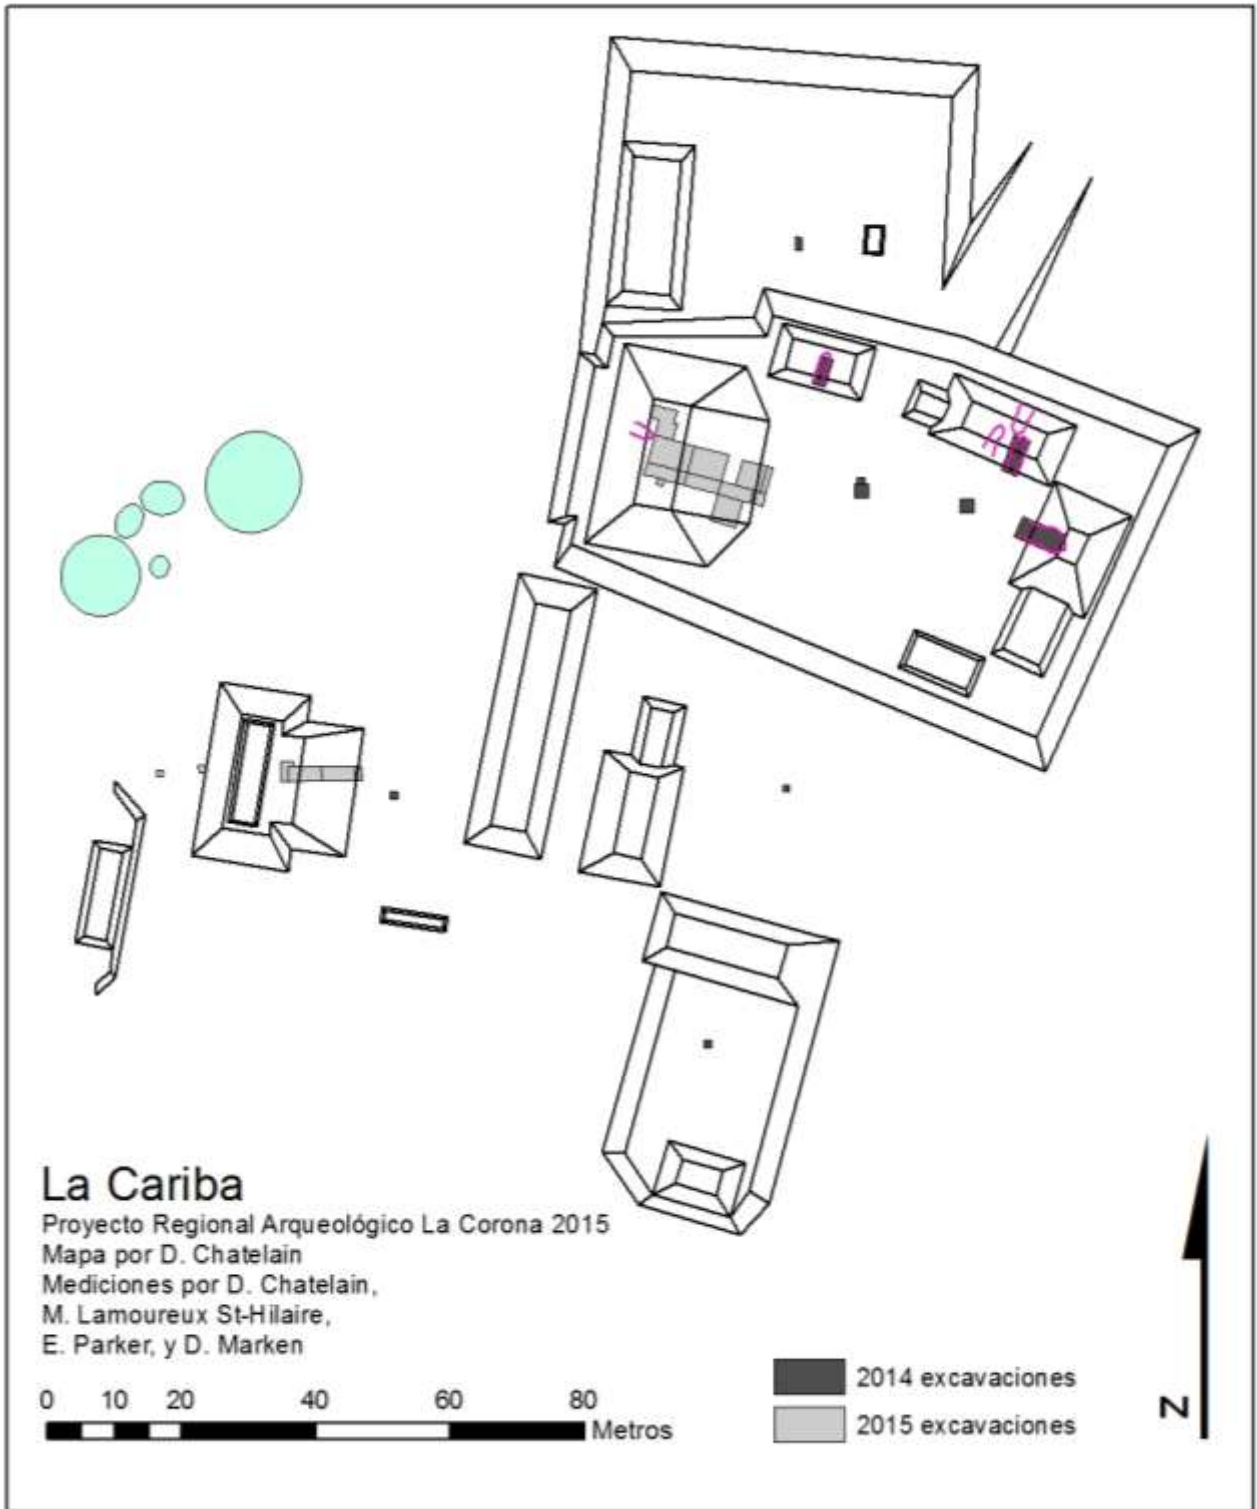 La Cariba
Proyecto Regional Arqueológico La Corona 2015
Mapa por D. Chatelain
Mediciones por D. Chatelain,
M. Lamoureux St-Hilaire,
E. Parker, y D. Marken
0 10 20 40 60 80
Metros
2014 excavaciones
2015 excavaciones
N